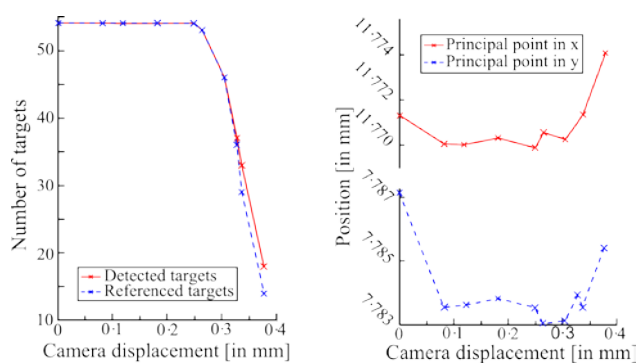 Number of targets
50
40
30
20
10
0
0·1
0·2
0·3
0·4
Camera displacement [in mm]
Detected targets
Referenced targets
Position [in mm]
11·774
11·772
11·770
7·787
7·785
7·783
Principal point in x
Principal point in y
0
0·1
0·2
0·3
0·4
Camera displacement [in mm]